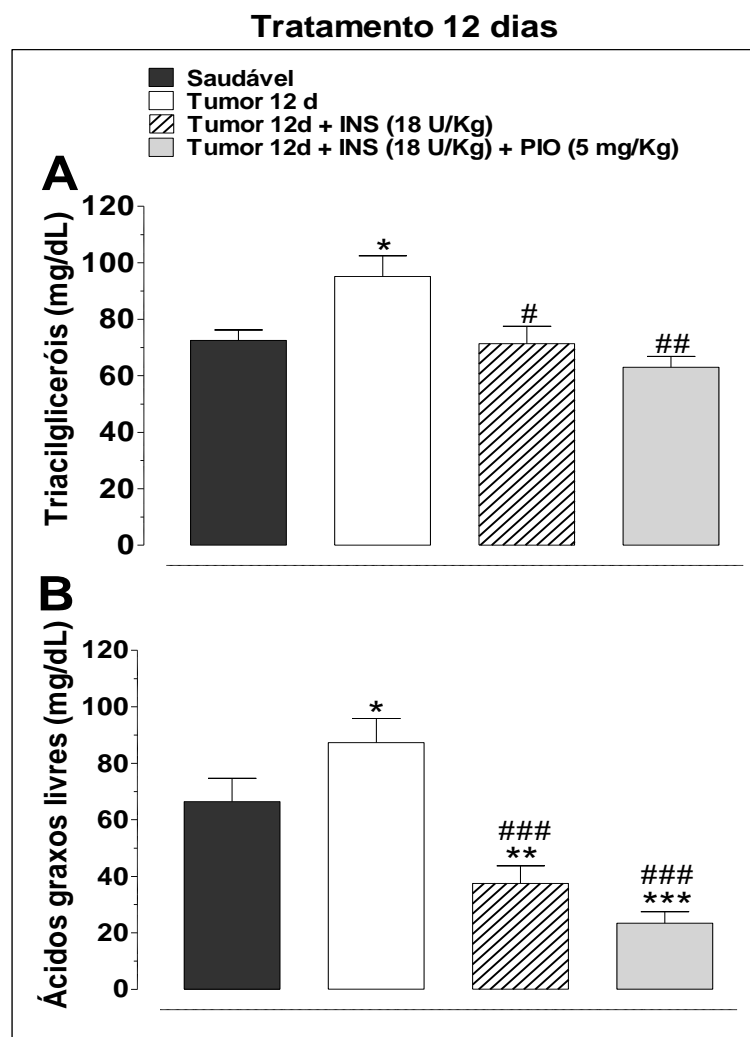 Tratamento 12 dias
Saudável
Tumor 12 d
Tumor 12d + INS (18 U/Kg)
Tumor 12d + INS (18 U/Kg) + PIO (5 mg/Kg)
A
Triacilgliceróis (mg/dL)
120
100
80
60
40
20
0
*
#
##
B
Ácidos graxos livres (mg/dL)
120
100
80
60
40
20
0
*
###
**
###
***